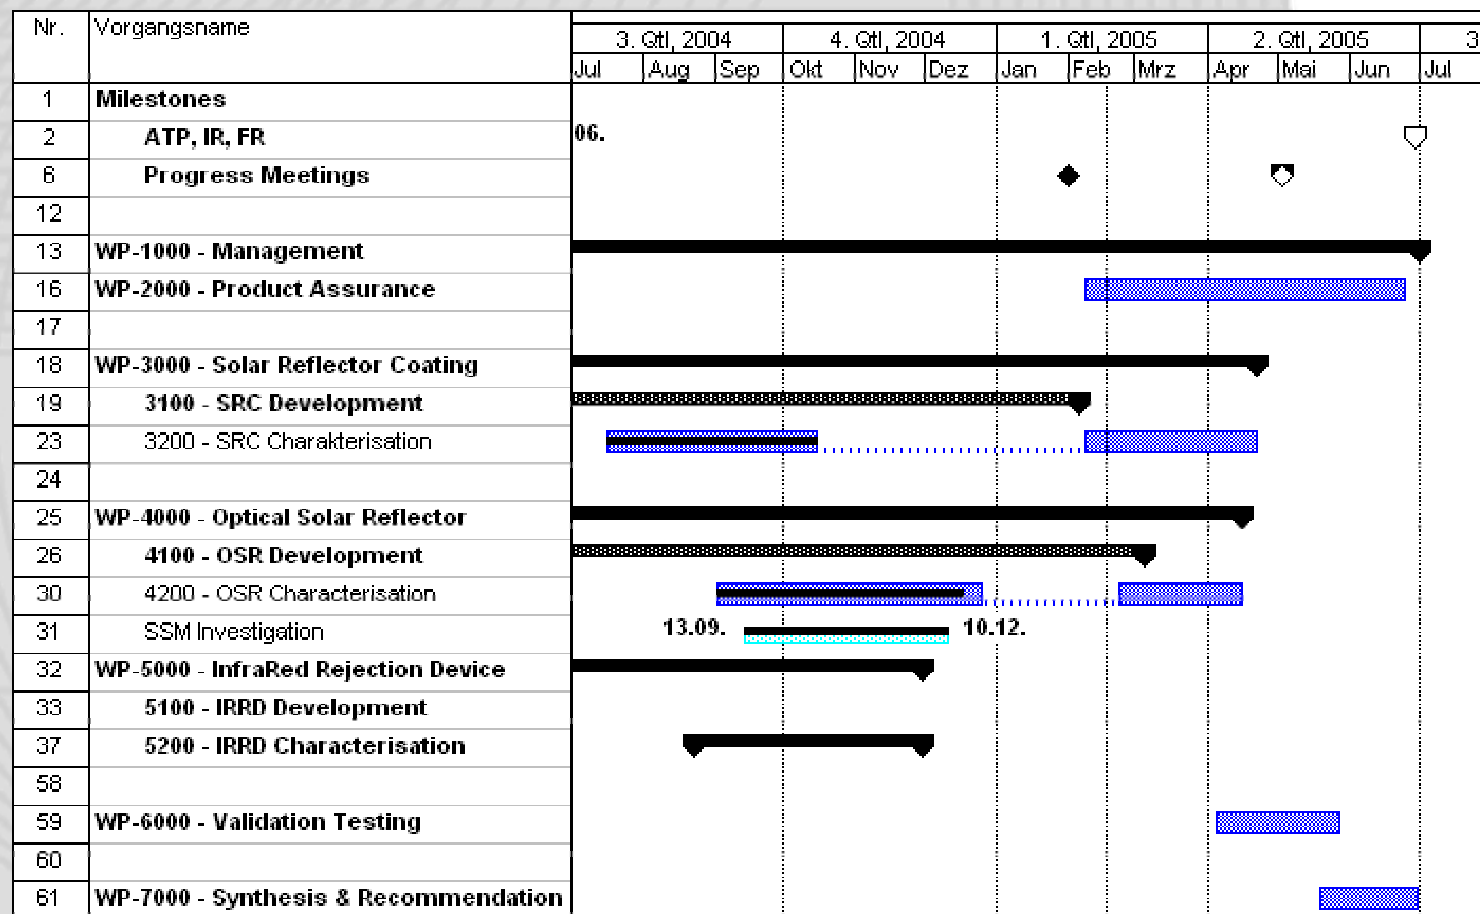 Nr. Vorgangsname
3. Qtl, 2004 4. Qtl, 2004 1. Qtl, 2005 2. Qtl, 2005 3
Jul Aug Sep Okt Nov Dez Jan Feb Mrz Apr Mai Jun Jul
1 Milestones
2 ATP, IR, FR 06.
6 Progress Meetings
12
13 WP-1000 - Management
16 WP-2000 - Product Assurance
17
18 WP-3000 - Solar Reflector Coating
19 3100 - SRC Development
23 3200 - SRC Charakterisation
24
25 WP-4000 - Optical Solar Reflector
26 4100 - OSR Development
30 4200 - OSR Characterisation
31 SSM Investigation 13.09. 10.12.
32 WP-5000 - InfraRed Rejection Device
33 5100 - IRRD Development
37 5200 - IRRD Characterisation
58
59 WP-6000 - Validation Testing
60
61 WP-7000 - Synthesis & Recommendation